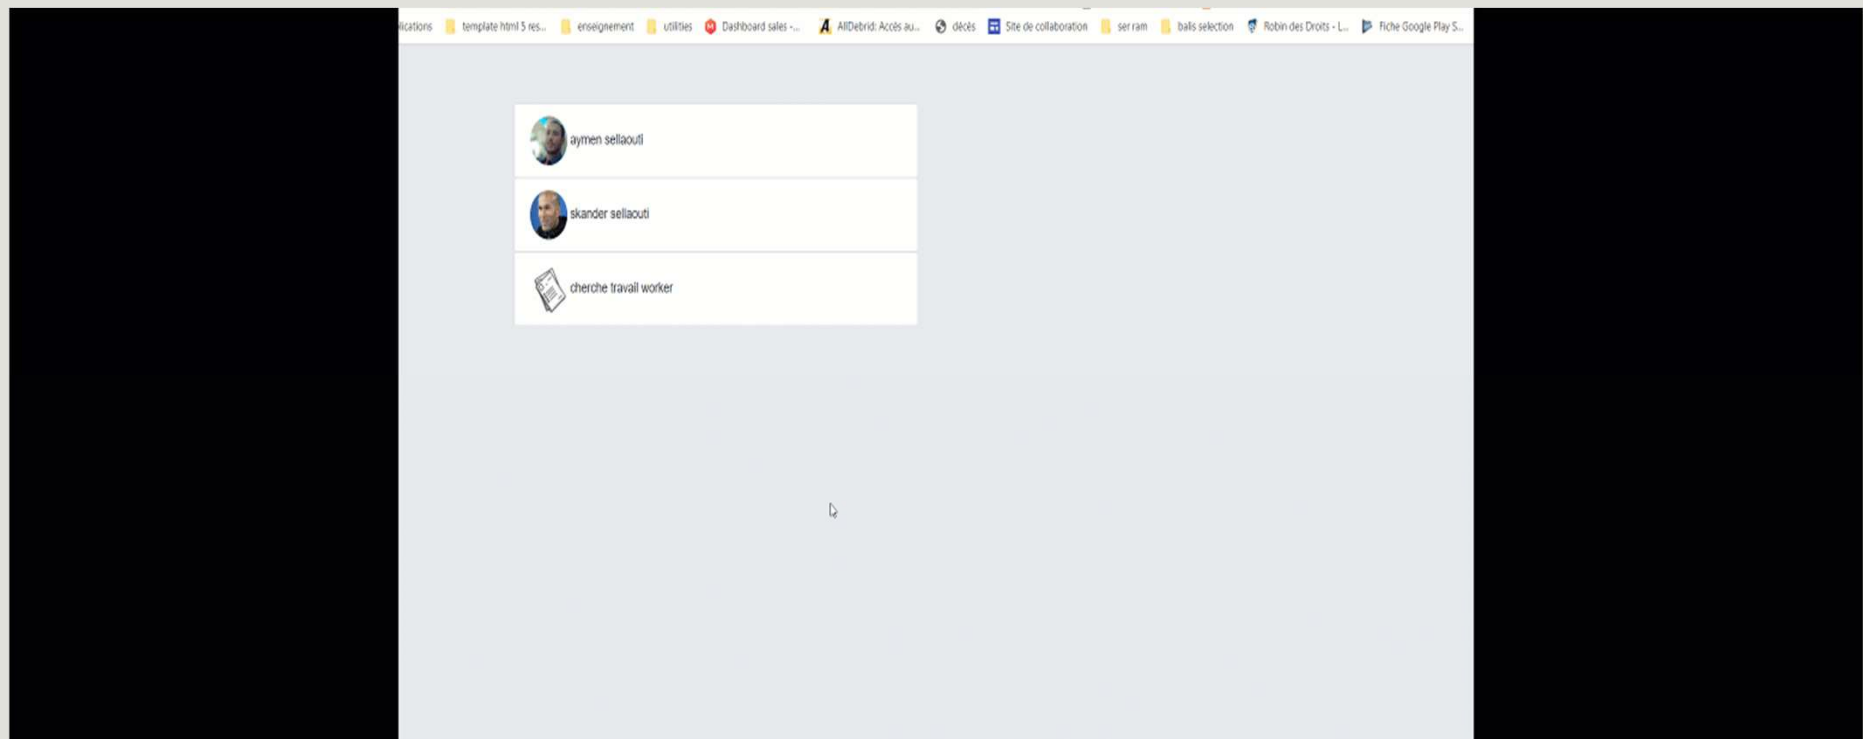 lications template html 5 res... enseignement utilities Dashboard sales -... AllDebrid: Accès au... décès Site de collaboration ser ram balis selection Robin des Droits - L... Fiche Google Play S...
aymen sellaouti
skander sellaouti
cherche travail worker